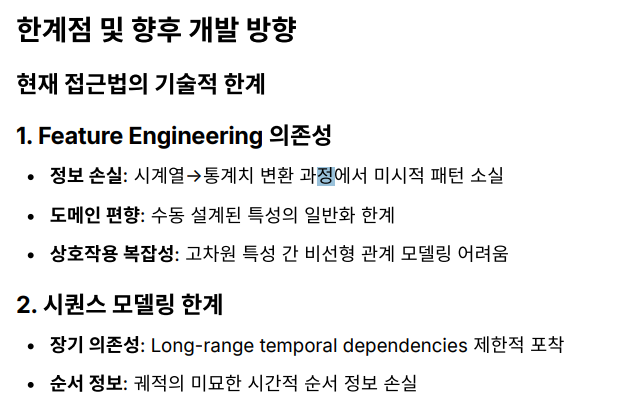 한계점 및 향후 개발 방향
현재 접근법의 기술적 한계
1. Feature Engineering 의존성
• 정보 손실: 시계열→통계치 변환 과정에서 미시적 패턴 소실
• 도메인 편향: 수동 설계된 특성의 일반화 한계
• 상호작용 복잡성: 고차원 특성 간 비선형 관계 모델링 어려움
2. 시퀀스 모델링 한계
• 장기 의존성: Long-range temporal dependencies 제한적 포착
• 순서 정보: 궤적의 미묘한 시간적 순서 정보 손실